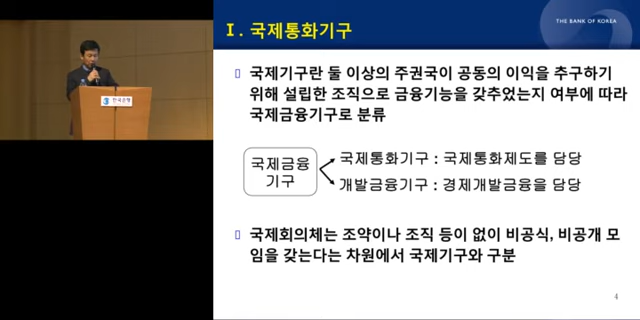 THE BANK OF KOREA
Ⅰ. 국제통화기구
국제기구란 둘 이상의 주권국이 공동의 이익을 추구하기
위해 설립한 조직으로 금융기능을 갖추었는지 여부에 따라
국제금융기구로 분류
국제금융
기구
국제통화기구 : 국제통화제도를 담당
개발금융기구 : 경제개발금융을 담당
국제회의체는 조약이나 조직 등이 없이 비공식, 비공개 모
임을 갖는다는 차원에서 국제기구와 구분
4
한국은행